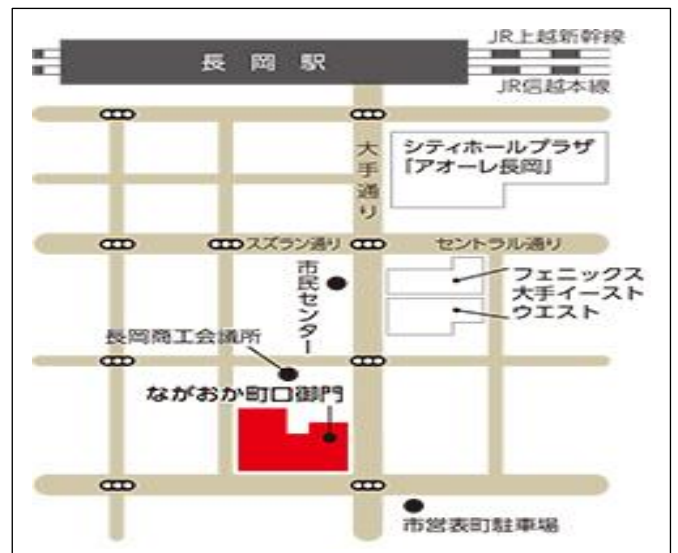 JR上越新幹線
長岡駅
JR信越本線
大手通り
シティホールプラザ
「アオーレ長岡」
スズラン通り
セントラル通り
市民センター
フェニックス
大手イースト
ウエスト
長岡商工会議所
ながおか町口御門
市営表町駐車場